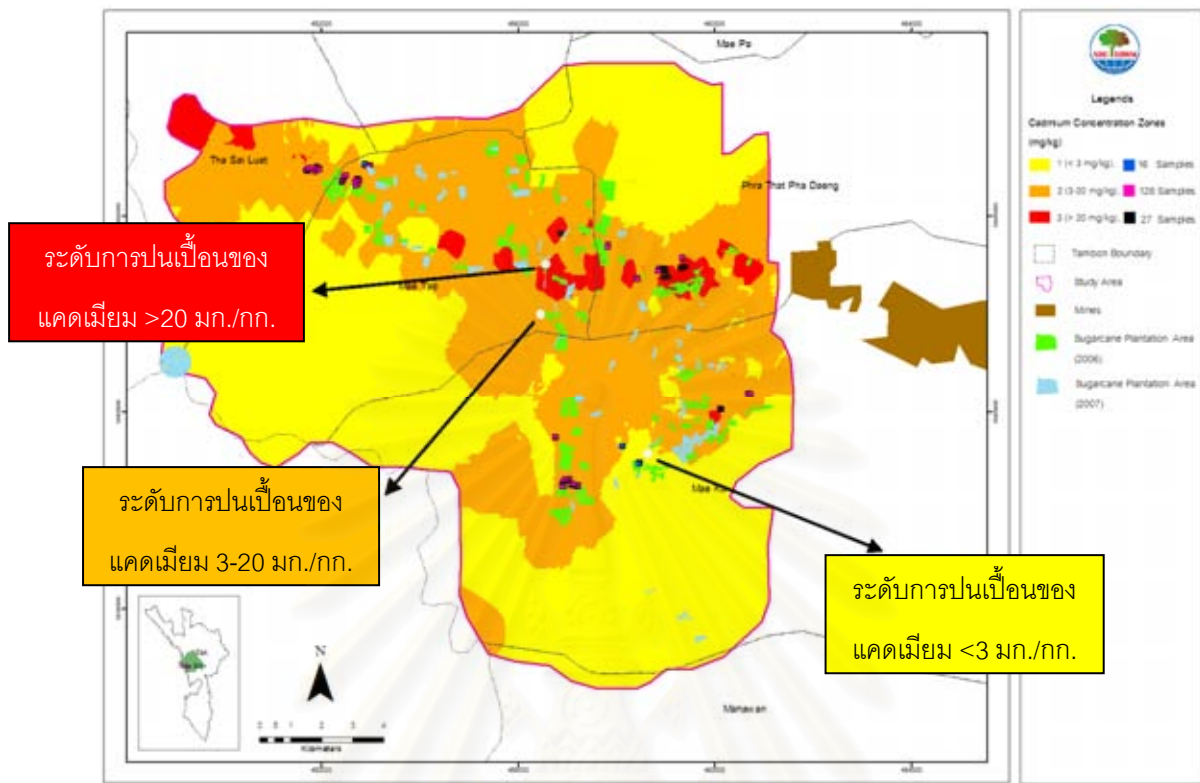 Mae Pa
Tha Sai Luat
Phra That Pha Daeng
ระดับการปนเปื้อนของ
แคดเมียม >20 มก./กก.
ระดับการปนเปื้อนของ
แคดเมียม 3-20 มก./กก.
ระดับการปนเปื้อนของ
แคดเมียม <3 มก./กก.
Mahawan
N
Kilometers
Legends
Cadmium Concentration Zones
(mg/kg)
1 (< 3 mg/kg), 16 Samples
2 (3-20 mg/kg), 128 Samples
3 (> 20 mg/kg), 27 Samples
Tambon Boundary
Study Area
Mines
Sugarcane Plantation Area
(2006)
Sugarcane Plantation Area
(2007)